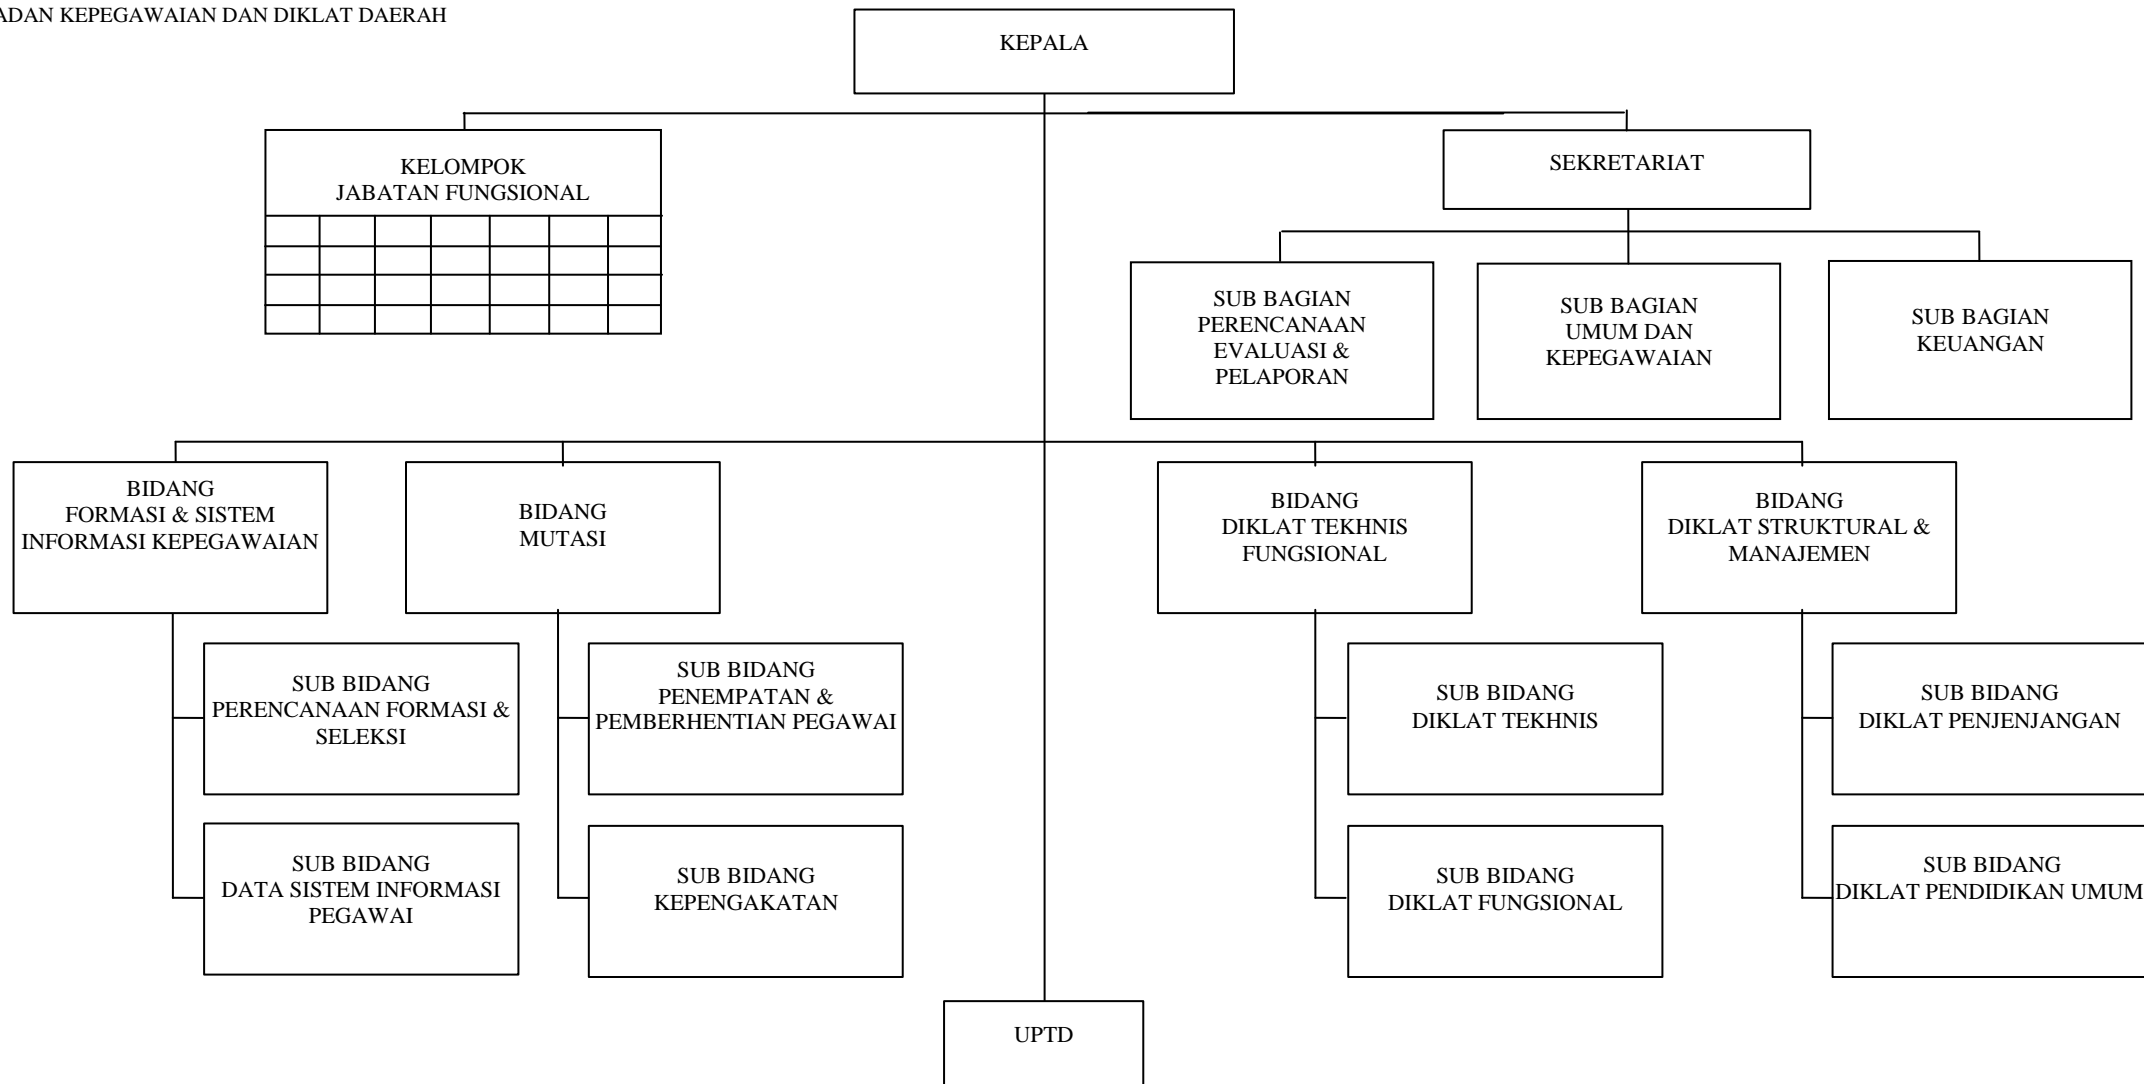 ADAN KEPEGAWAIAN DAN DIKLAT DAERAH
KEPALA
KELOMPOK
JABATAN FUNGSIONAL
SEKRETARIAT
SUB BAGIAN
PERENCANAAN
EVALUASI &
PELAPORAN
SUB BAGIAN
UMUM DAN
KEPEGAWAIAN
SUB BAGIAN
KEUANGAN
BIDANG
FORMASI & SISTEM
INFORMASI KEPEGAWAIAN
BIDANG
MUTASI
BIDANG
DIKLAT TEKHNIS
FUNGSIONAL
BIDANG
DIKLAT STRUKTURAL &
MANAJEMEN
SUB BIDANG
PERENCANAAN FORMASI &
SELEKSI
SUB BIDANG
PENEMPATAN &
PEMBERHENTIAN PEGAWAI
SUB BIDANG
DIKLAT TEKHNIS
SUB BIDANG
DIKLAT PENJENJANGAN
SUB BIDANG
DATA SISTEM INFORMASI
PEGAWAI
SUB BIDANG
KEPENGAKATAN
SUB BIDANG
DIKLAT FUNGSIONAL
SUB BIDANG
DIKLAT PENDIDIKAN UMUM
UPTD